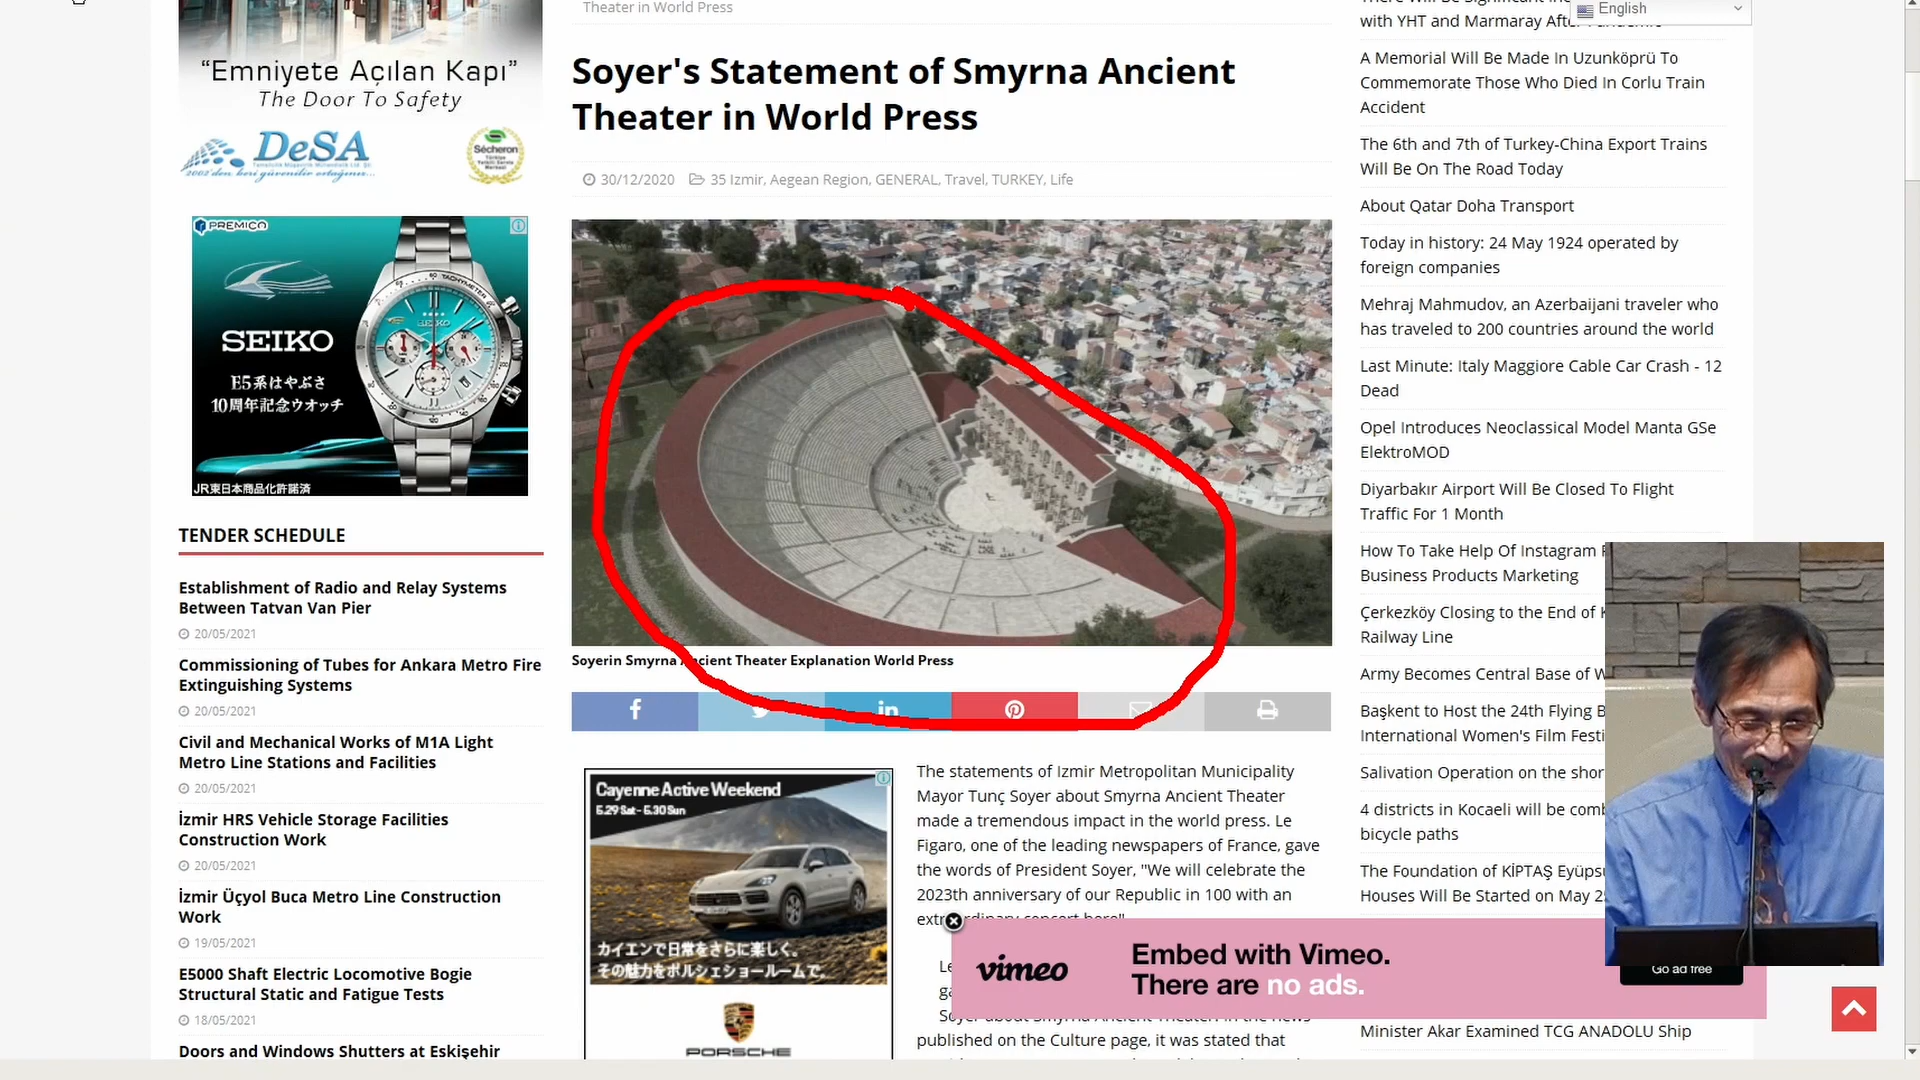 Theater in World Press
English
"Emniyete Açılan Kapı"
The Door To Safety
DeSA
Sécheron
PREMICO
SEIKO
E5系はやぶさ
10周年記念ウオッチ
JR東日本商品化許諾済
TENDER SCHEDULE
Establishment of Radio and Relay Systems
Between Tatvan Van Pier
20/05/2021
Commissioning of Tubes for Ankara Metro Fire
Extinguishing Systems
20/05/2021
Civil and Mechanical Works of M1A Light
Metro Line Stations and Facilities
20/05/2021
İzmir HRS Vehicle Storage Facilities
Construction Work
20/05/2021
İzmir Üçyol Buca Metro Line Construction
Work
19/05/2021
E5000 Shaft Electric Locomotive Bogie
Structural Static and Fatigue Tests
18/05/2021
Doors and Windows Shutters at Eskişehir
Soyer's Statement of Smyrna Ancient
Theater in World Press
30/12/2020 35 Izmir, Aegean Region, GENERAL, Travel, TURKEY, Life
Soyerin Smyrna Ancient Theater Explanation World Press
Cayenne Active Weekend
5.29 Sat - 5.30 Sun
カイエンで日常をさらに楽しく。
その魅力をポルシェショールームで。
PORSCHE
The statements of Izmir Metropolitan Municipality
Mayor Tunç Soyer about Smyrna Ancient Theater
made a tremendous impact in the world press. Le
Figaro, one of the leading newspapers of France, gave
the words of President Soyer, "We will celebrate the
2023th anniversary of our Republic in 100 with an
extraordinary concert here"
published on the Culture page, it was stated that
vimeo
Embed with Vimeo.
There are no ads.
Go ad free
with YHT and Marmaray After Pandemic
A Memorial Will Be Made In Uzunköprü To
Commemorate Those Who Died In Corlu Train
Accident
The 6th and 7th of Turkey-China Export Trains
Will Be On The Road Today
About Qatar Doha Transport
Today in history: 24 May 1924 operated by
foreign companies
Mehraj Mahmudov, an Azerbaijani traveler who
has traveled to 200 countries around the world
Last Minute: Italy Maggiore Cable Car Crash - 12
Dead
Opel Introduces Neoclassical Model Manta GSe
ElektroMOD
Diyarbakır Airport Will Be Closed To Flight
Traffic For 1 Month
How To Take Help Of Instagram
Business Products Marketing
Çerkezköy Closing to the End of
Railway Line
Army Becomes Central Base of
Başkent to Host the 24th Flying
International Women's Film
Salivation Operation on the
4 districts in Kocaeli will be
bicycle paths
The Foundation of KİPTAŞ
Houses Will Be Started on May
Minister Akar Examined TCG ANADOLU Ship